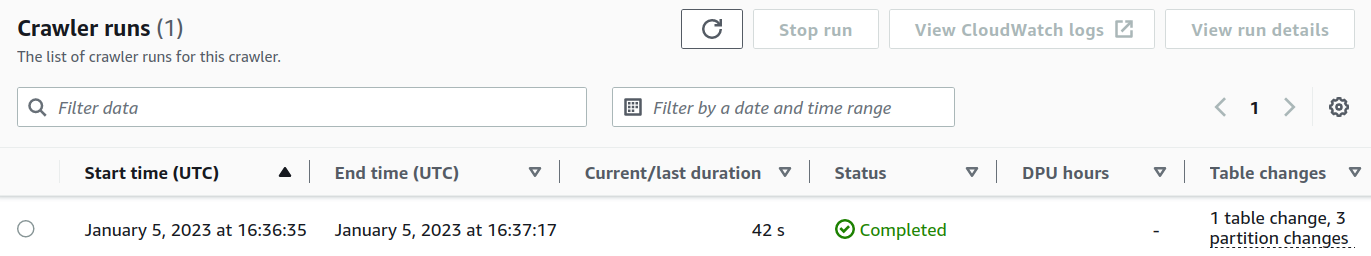 Crawler runs (1)
The list of crawler runs for this crawler.
Stop run
View CloudWatch logs
View run details
Filter data
Filter by a date and time range
1
Start time (UTC) End time (UTC) Current/last duration Status DPU hours Table changes
January 5, 2023 at 16:36:35 January 5, 2023 at 16:37:17 42 s Completed - 1 table change, 3
partition changes